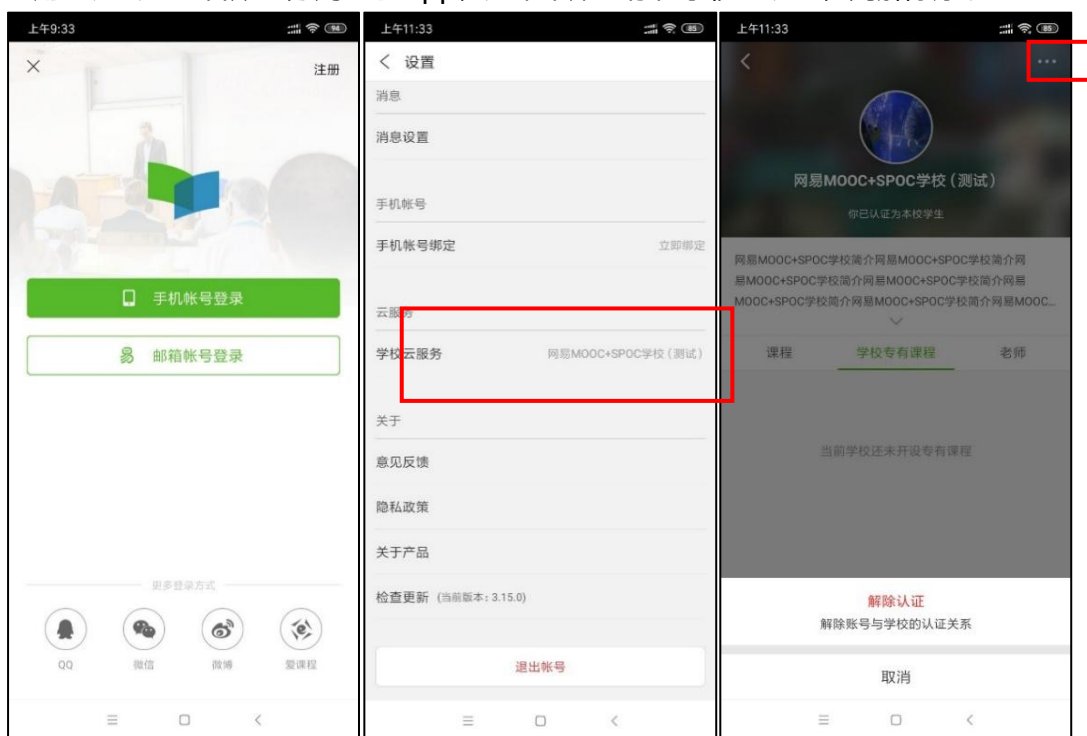 上午9:33
94
注册
手机帐号登录
邮箱帐号登录
更多登录方式
QQ
微信
微博
爱课程
上午11:33
85
设置
消息
消息设置
手机帐号
手机帐号绑定 立即绑定
云服务
学校云服务 网易MOOC+SPOC学校（测试）
关于
意见反馈
隐私政策
关于产品
检查更新 (当前版本: 3.15.0)
退出帐号
上午11:33
85
网易MOOC+SPOC学校（测试）
你已认证为本校学生
网易MOOC+SPOC学校简介网易MOOC+SPOC学校简介网
易MOOC+SPOC学校简介网易MOOC+SPOC学校简介网易
MOOC+SPOC学校简介网易MOOC+SPOC学校简介网易MOOC...
课程 学校专有课程 老师
当前学校还未开设专有课程
解除认证
解除账号与学校的认证关系
取消